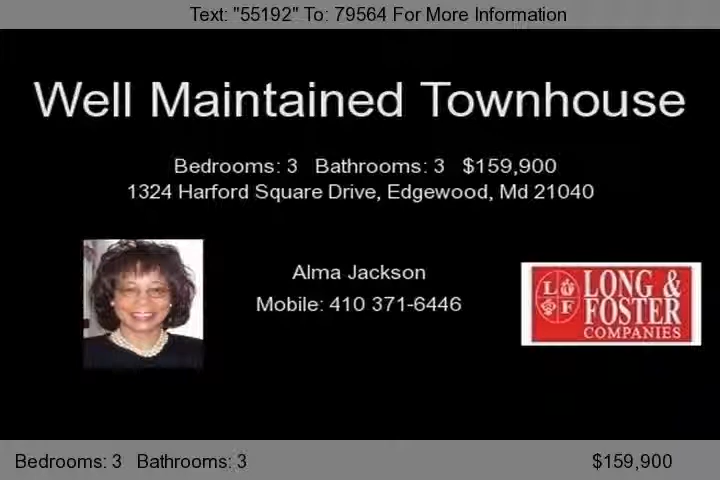 Text: "55192" To: 79564 For More Information
Well Maintained Townhouse
Bedrooms: 3 Bathrooms: 3 $159,900
1324 Harford Square Drive, Edgewood, Md 21040
Alma Jackson
Mobile: 410 371-6446
L&F
LONG &
FOSTER
COMPANIES
Bedrooms: 3 Bathrooms: 3 $159,900